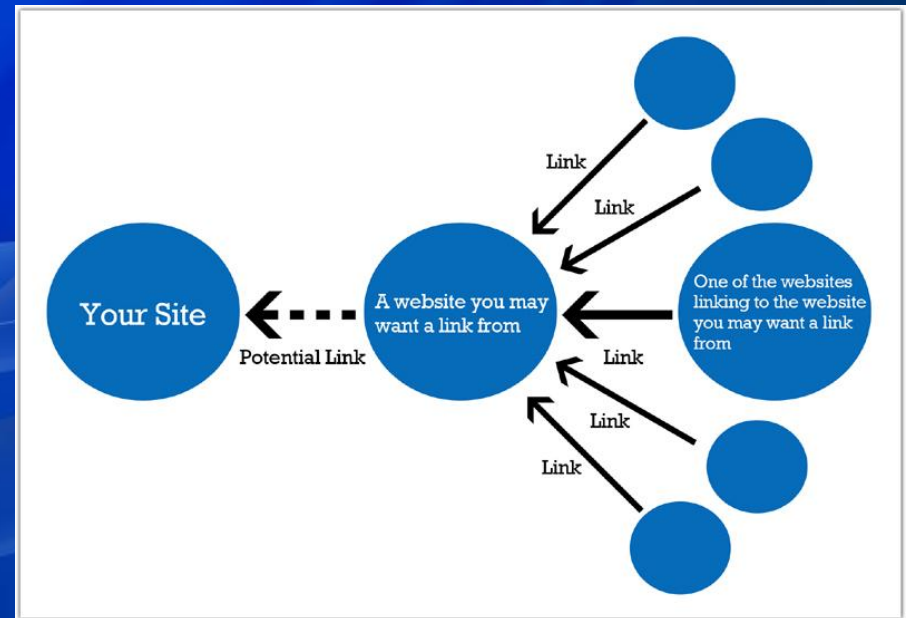 Link
Link
Your Site
Potential Link
A website you may
want a link from
Link
One of the websites
linking to the website
you may want a link
from
Link
Link